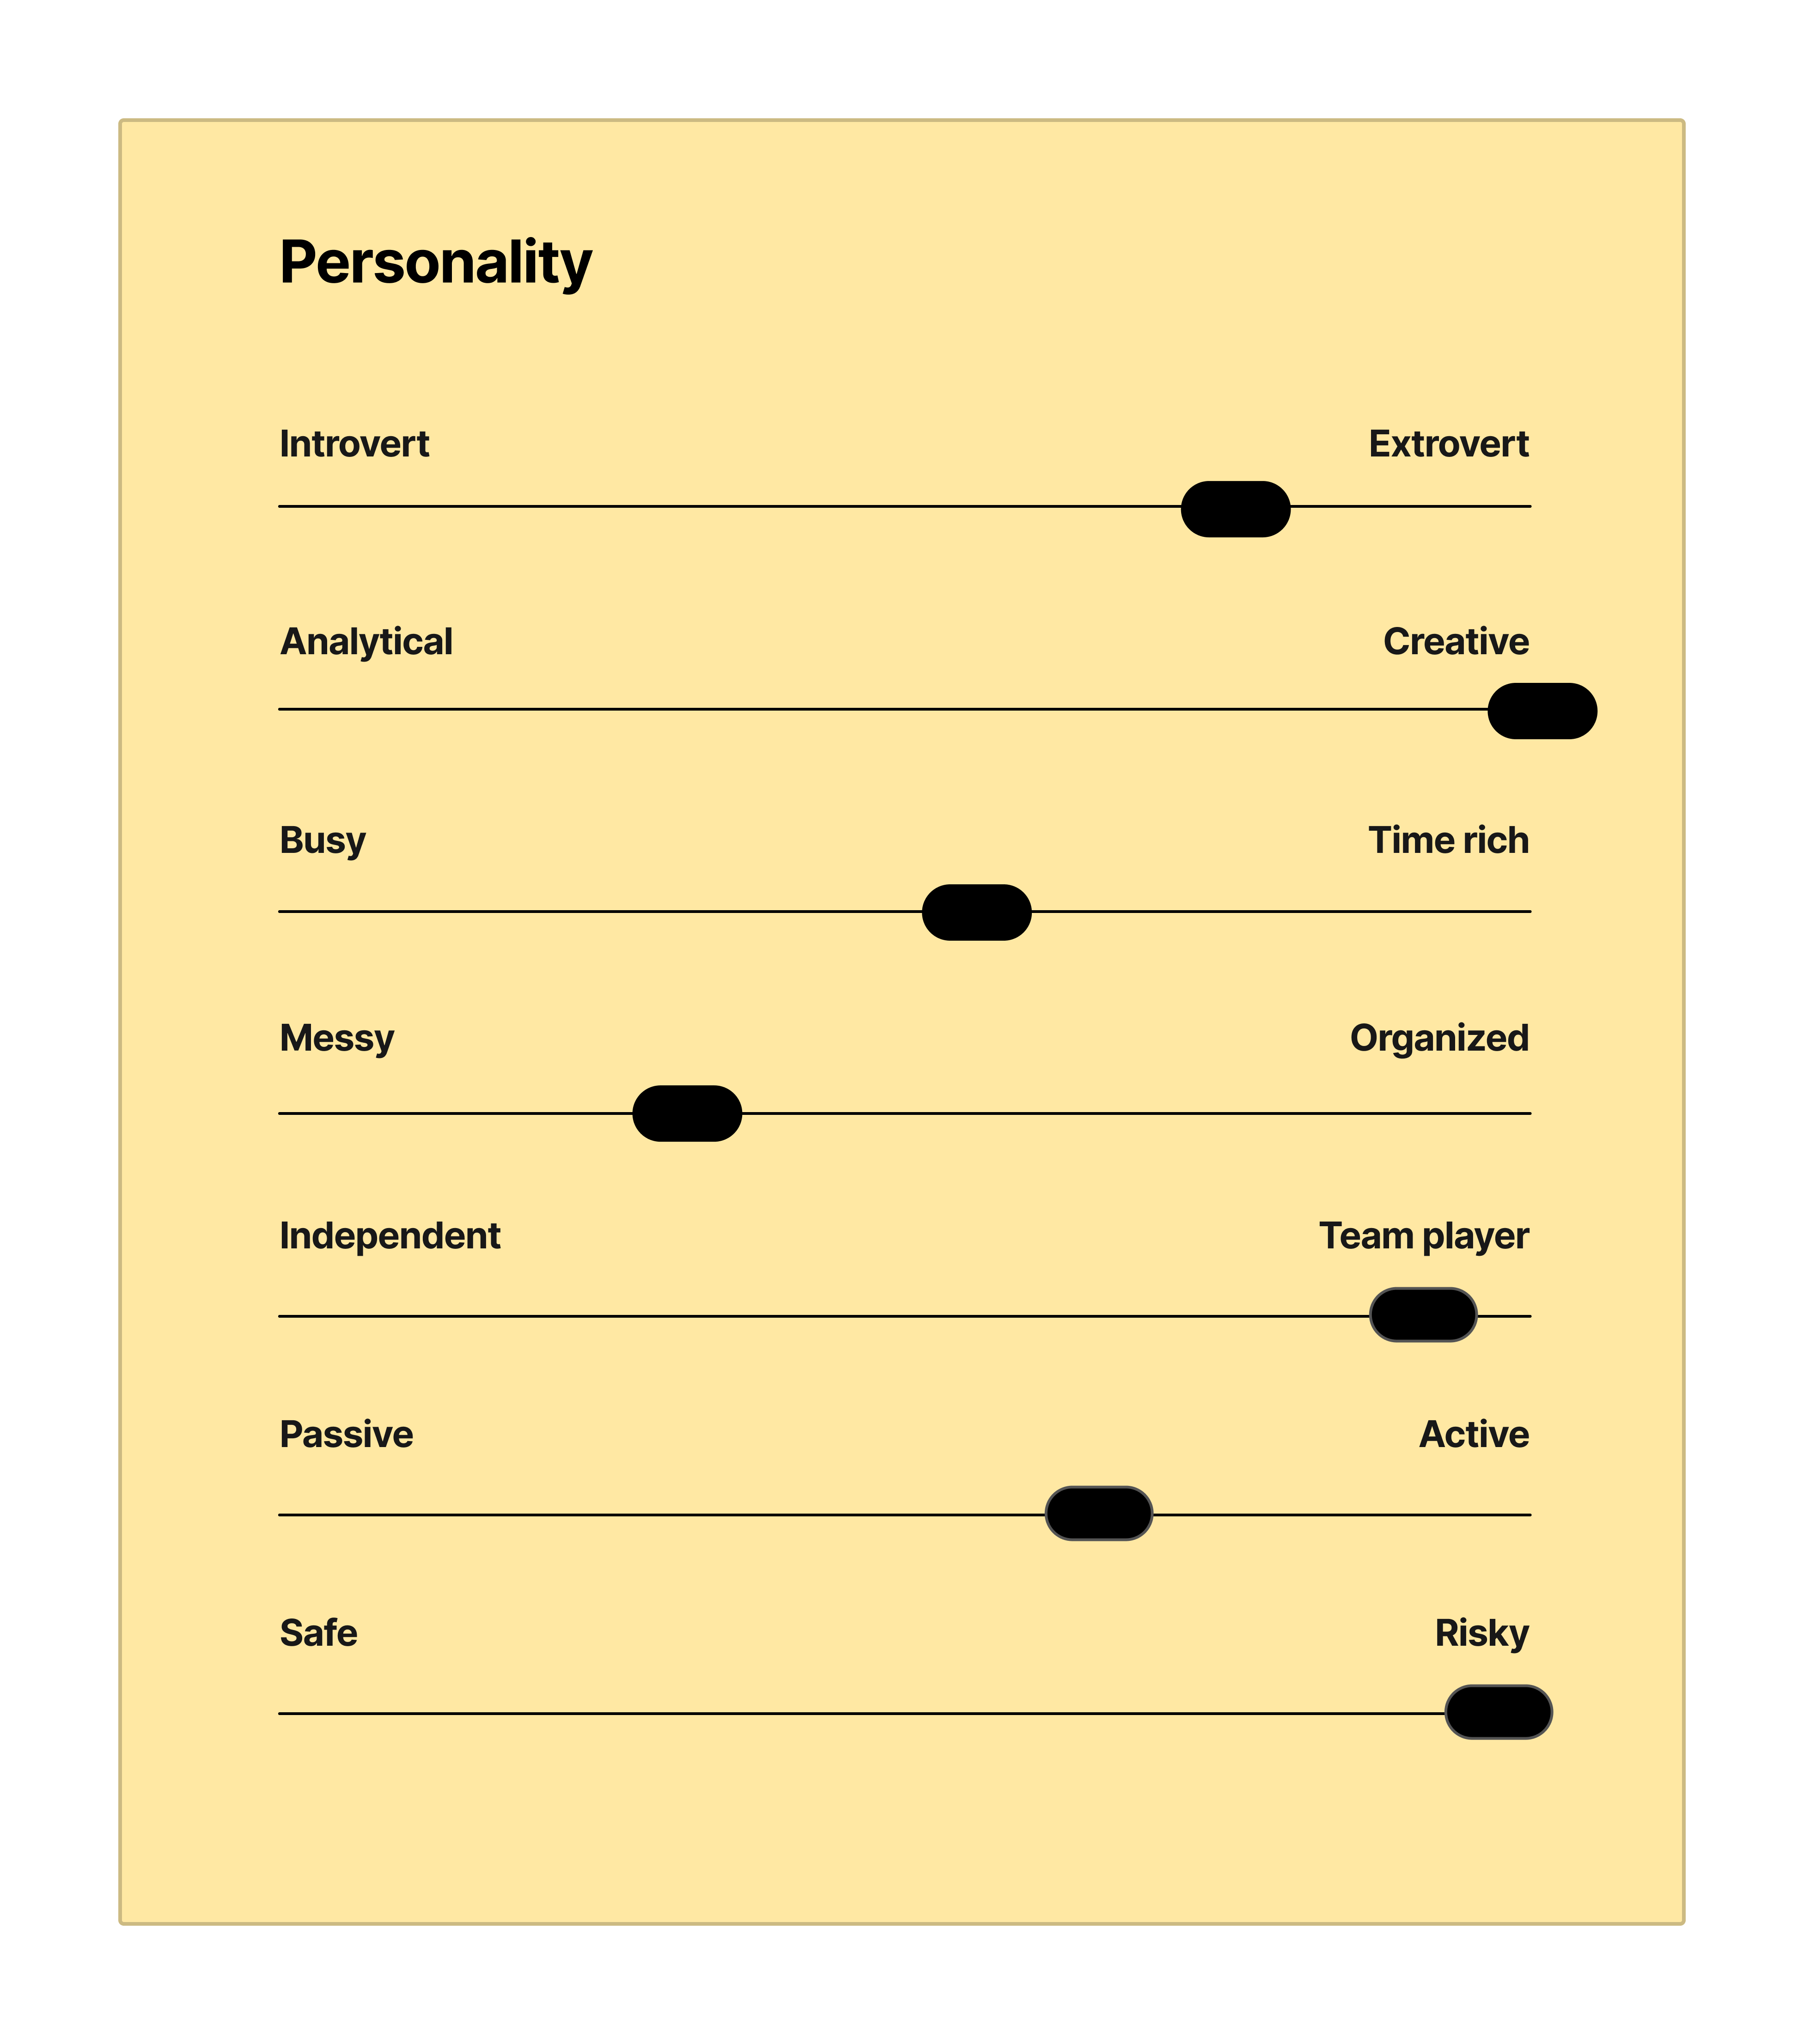 Personality
Introvert Extrovert
Analytical Creative
Busy Time rich
Messy Organized
Independent Team player
Passive Active
Safe Risky